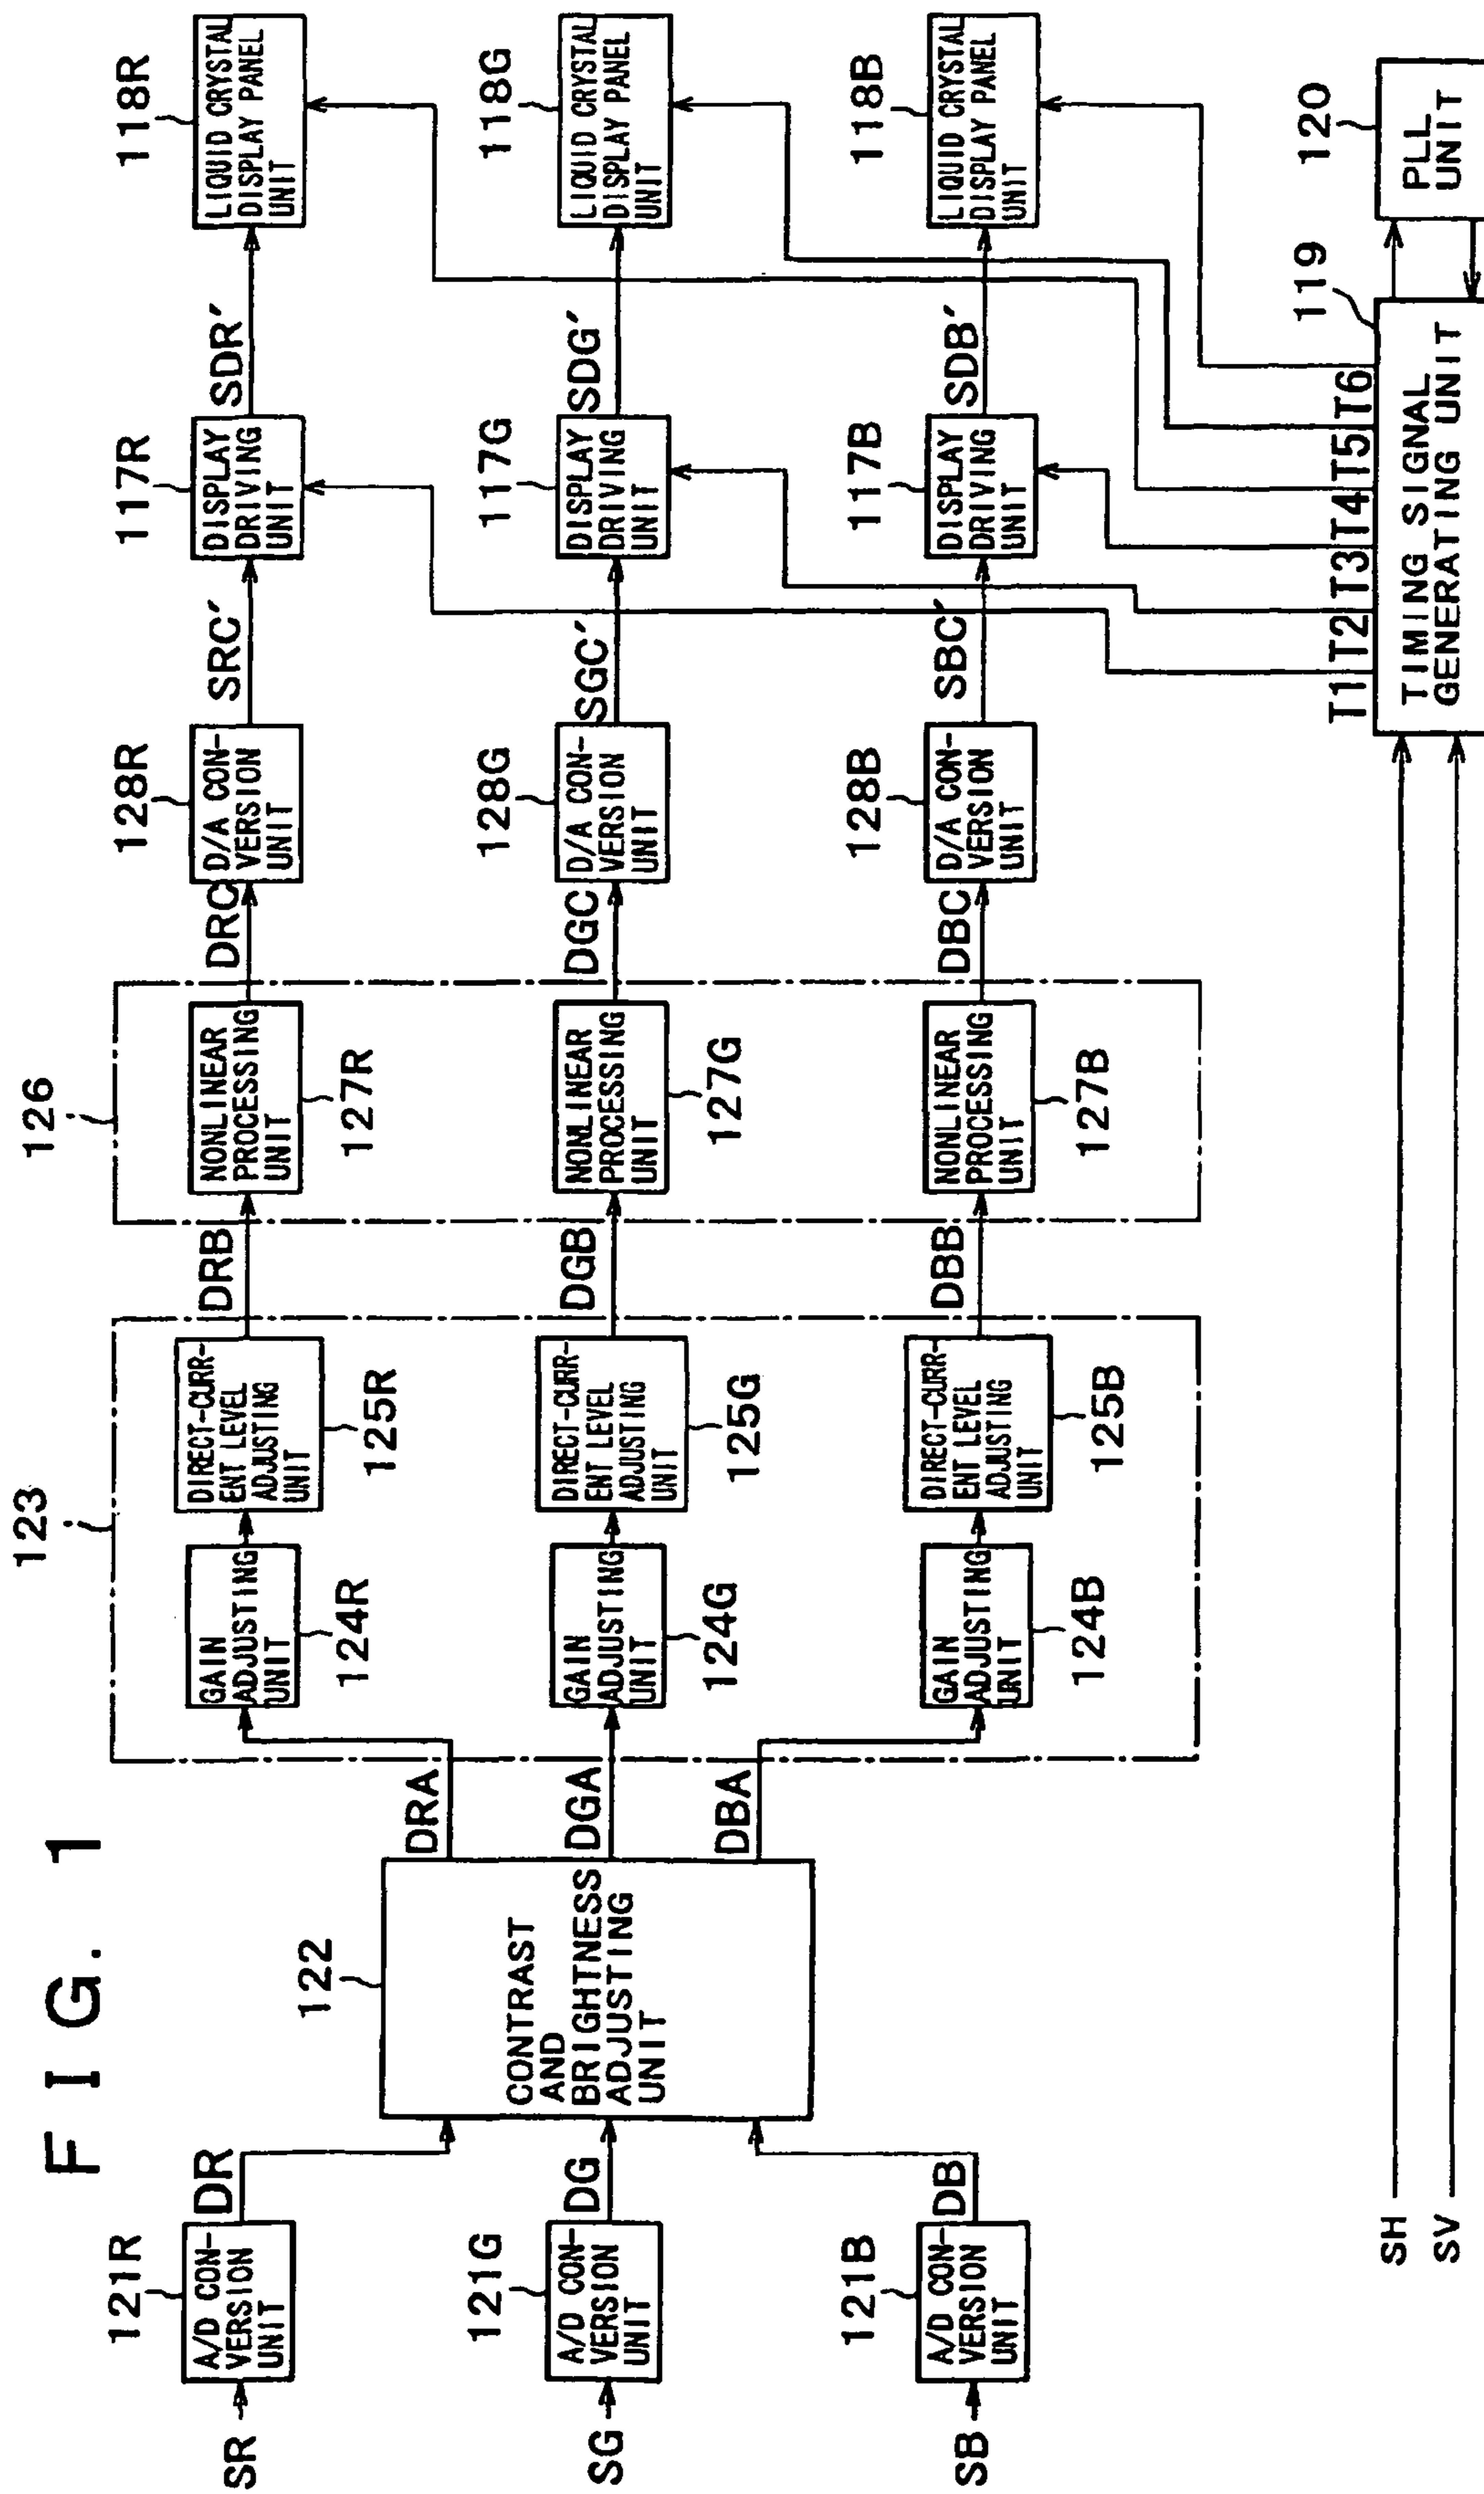 FIG. 1
SR
121R
A/D CON-
VERSION
UNIT
DR
SG
121G
A/D CON-
VERSION
UNIT
DG
SB
121B
A/D CON-
VERSION
UNIT
DB
122
CONTRAST
AND
BRIGHTNESS
ADJUSTING
UNIT
DRA
DGA
DBA
123
GAIN
ADJUSTING
UNIT
124R
DIRECT-CURR-
ENT LEVEL
ADJUSTING
UNIT
125R
DRB
GAIN
ADJUSTING
UNIT
124G
DIRECT-CURR-
ENT LEVEL
ADJUSTING
UNIT
125G
DGB
GAIN
ADJUSTING
UNIT
124B
DIRECT-CURR-
ENT LEVEL
ADJUSTING
UNIT
125B
DBB
126
NONLINEAR
PROCESSING
UNIT
127R
DRC
NONLINEAR
PROCESSING
UNIT
127G
DGC
NONLINEAR
PROCESSING
UNIT
127B
DBC
128R
D/A CON-
VERSION
UNIT
SRC′
128G
D/A CON-
VERSION
UNIT
SGC′
128B
D/A CON-
VERSION
UNIT
SBC′
117R
DISPLAY
DRIVING
UNIT
SDR′
117G
DISPLAY
DRIVING
UNIT
SDG′
117B
DISPLAY
DRIVING
UNIT
SDB′
118R
LIQUID CRYSTAL
DISPLAY PANEL
UNIT
118G
LIQUID CRYSTAL
DISPLAY PANEL
UNIT
118B
LIQUID CRYSTAL
DISPLAY PANEL
UNIT
SH
SV
T1 T2 T3 T4 T5 T6
119
TIMING SIGNAL
GENERATING UNIT
120
PLL
UNIT